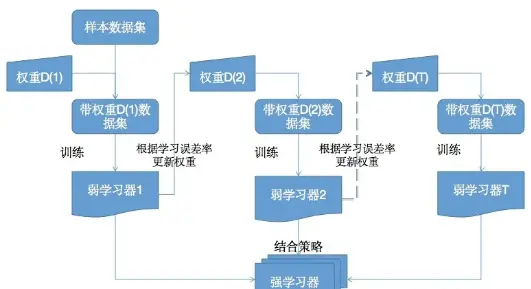 样本数据集
权重D(1)
权重D(2)
权重D(T)
带权重D(1)数
据集
带权重D(2)数
据集
带权重D(T)数
据集
训练
根据学习误差率
更新权重
训练
根据学习误差率
更新权重
训练
弱学习器1
弱学习器2
弱学习器T
结合策略
强学习器